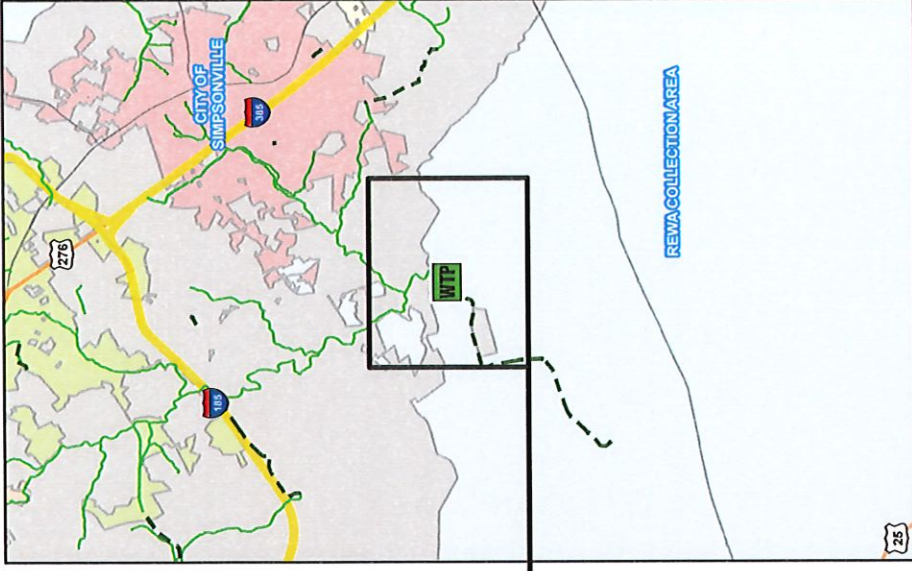 276
CITY OF
SIMPSONVILLE
385
185
WTP
REWA COLLECTION AREA
25